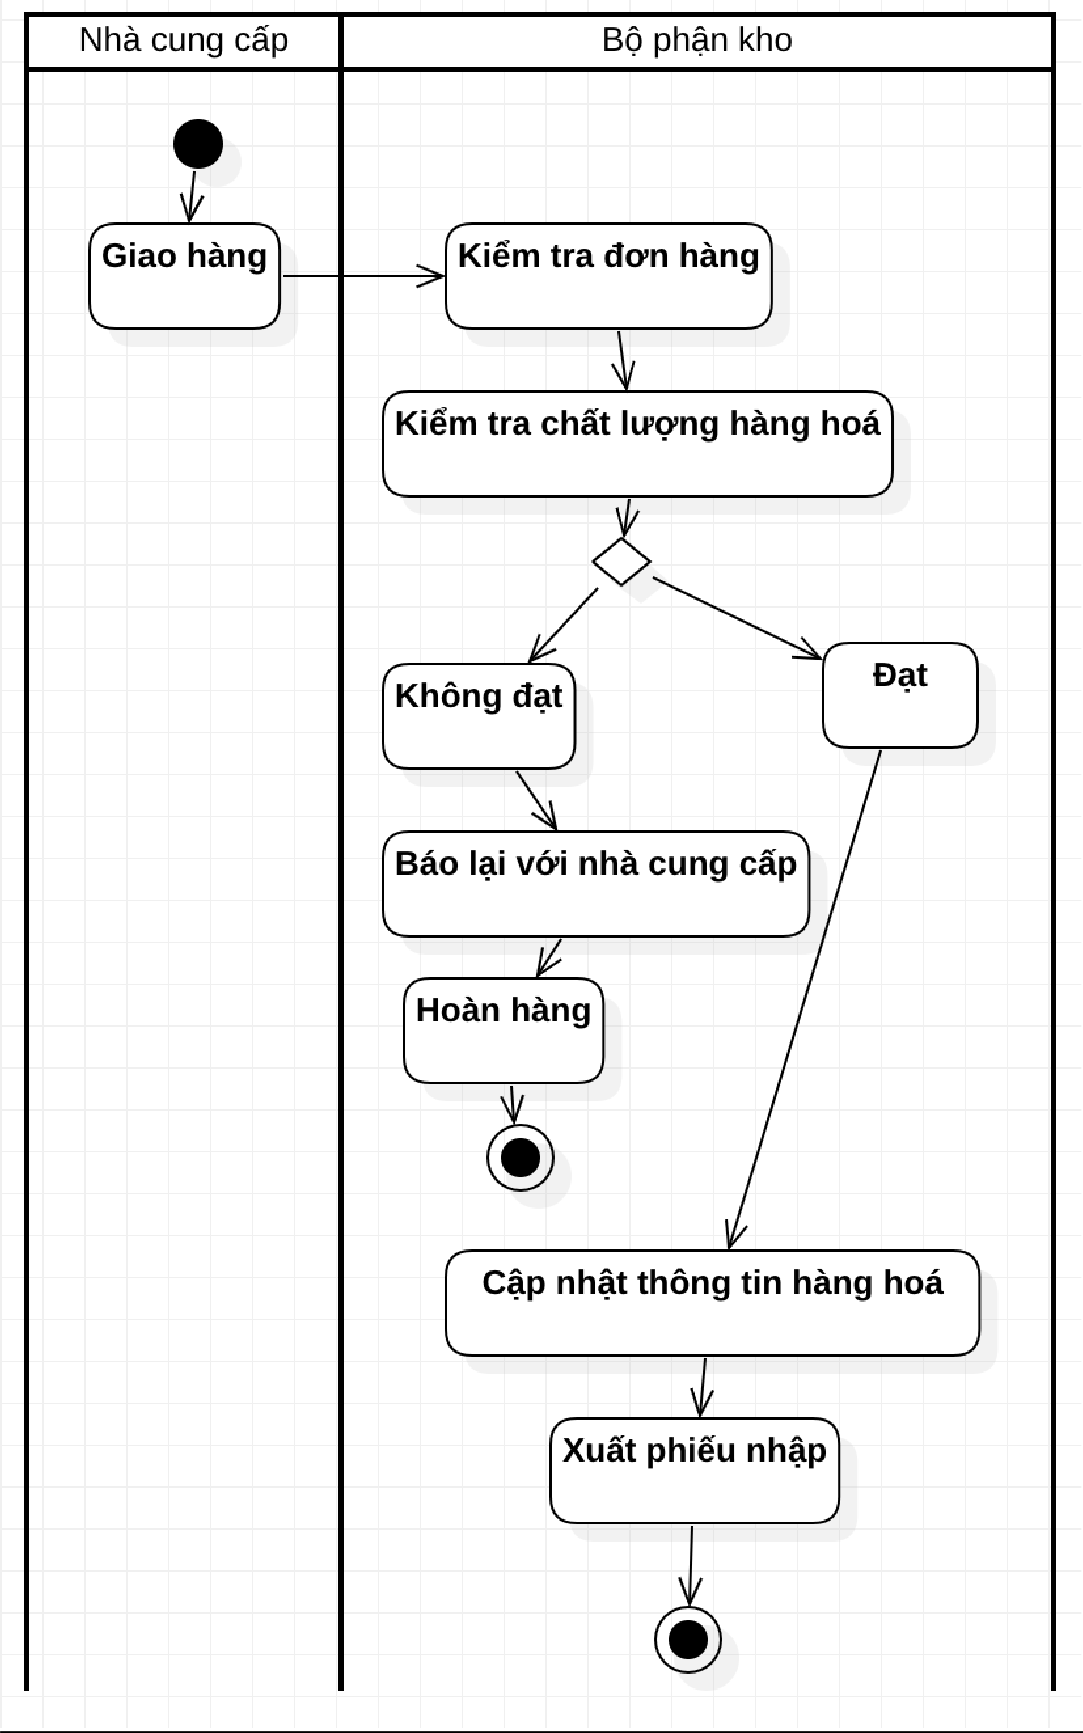 Nhà cung cấp
Bộ phận kho
Giao hàng
Kiểm tra đơn hàng
Kiểm tra chất lượng hàng hoá
Không đạt
Đạt
Báo lại với nhà cung cấp
Hoàn hàng
Cập nhật thông tin hàng hoá
Xuất phiếu nhập